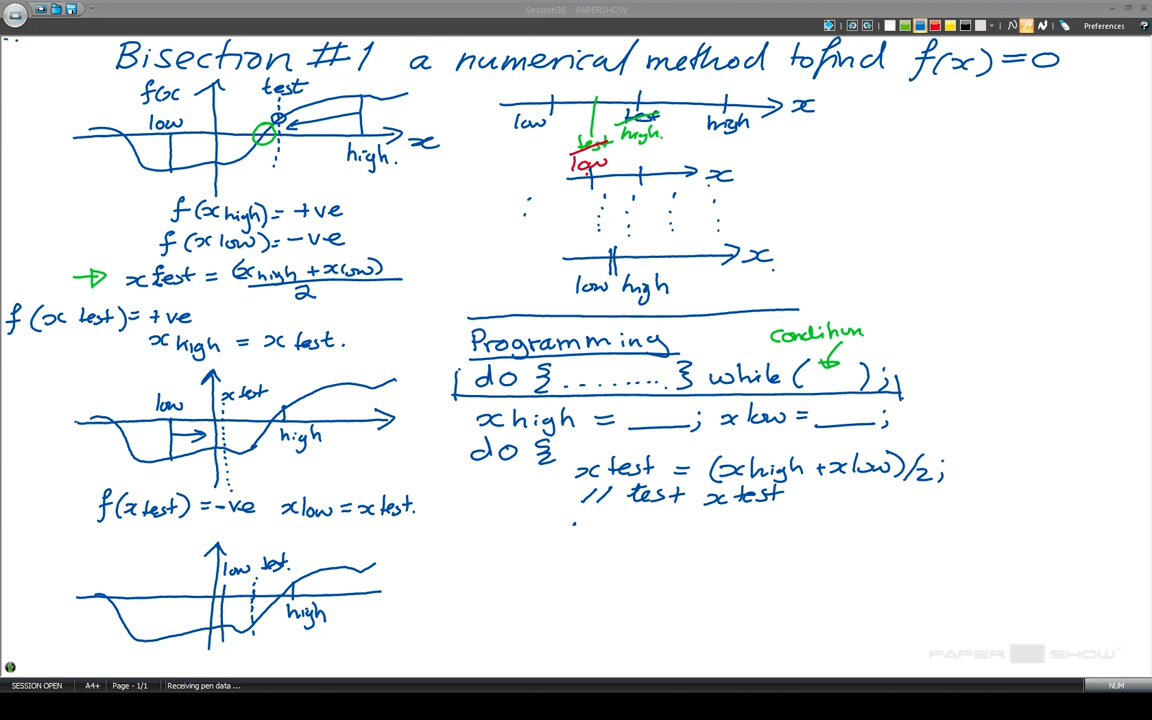 Session38 - PAPERSHOW
Preferences
Bisection #1 a numerical method to find f(x)=0
f(x
test
low
x
high.
f(x high) = +ve
f(x low) = -ve
x test = (x high + x low)
2
f(x test) = +ve
x high = x test.
low
x test
high
f(x test) = -ve x low = x test.
low test.
high
x
low
test
high
test
high.
low
x
x
low high
Programming
condition
do { ......... } while ( );
x high = ____; x low = ____;
do {
x test = (x high + x low)/2;
// test x test
PAPER SHOW
SESSION OPEN
A4+
Page - 1/1
Receiving pen data ...
NUM